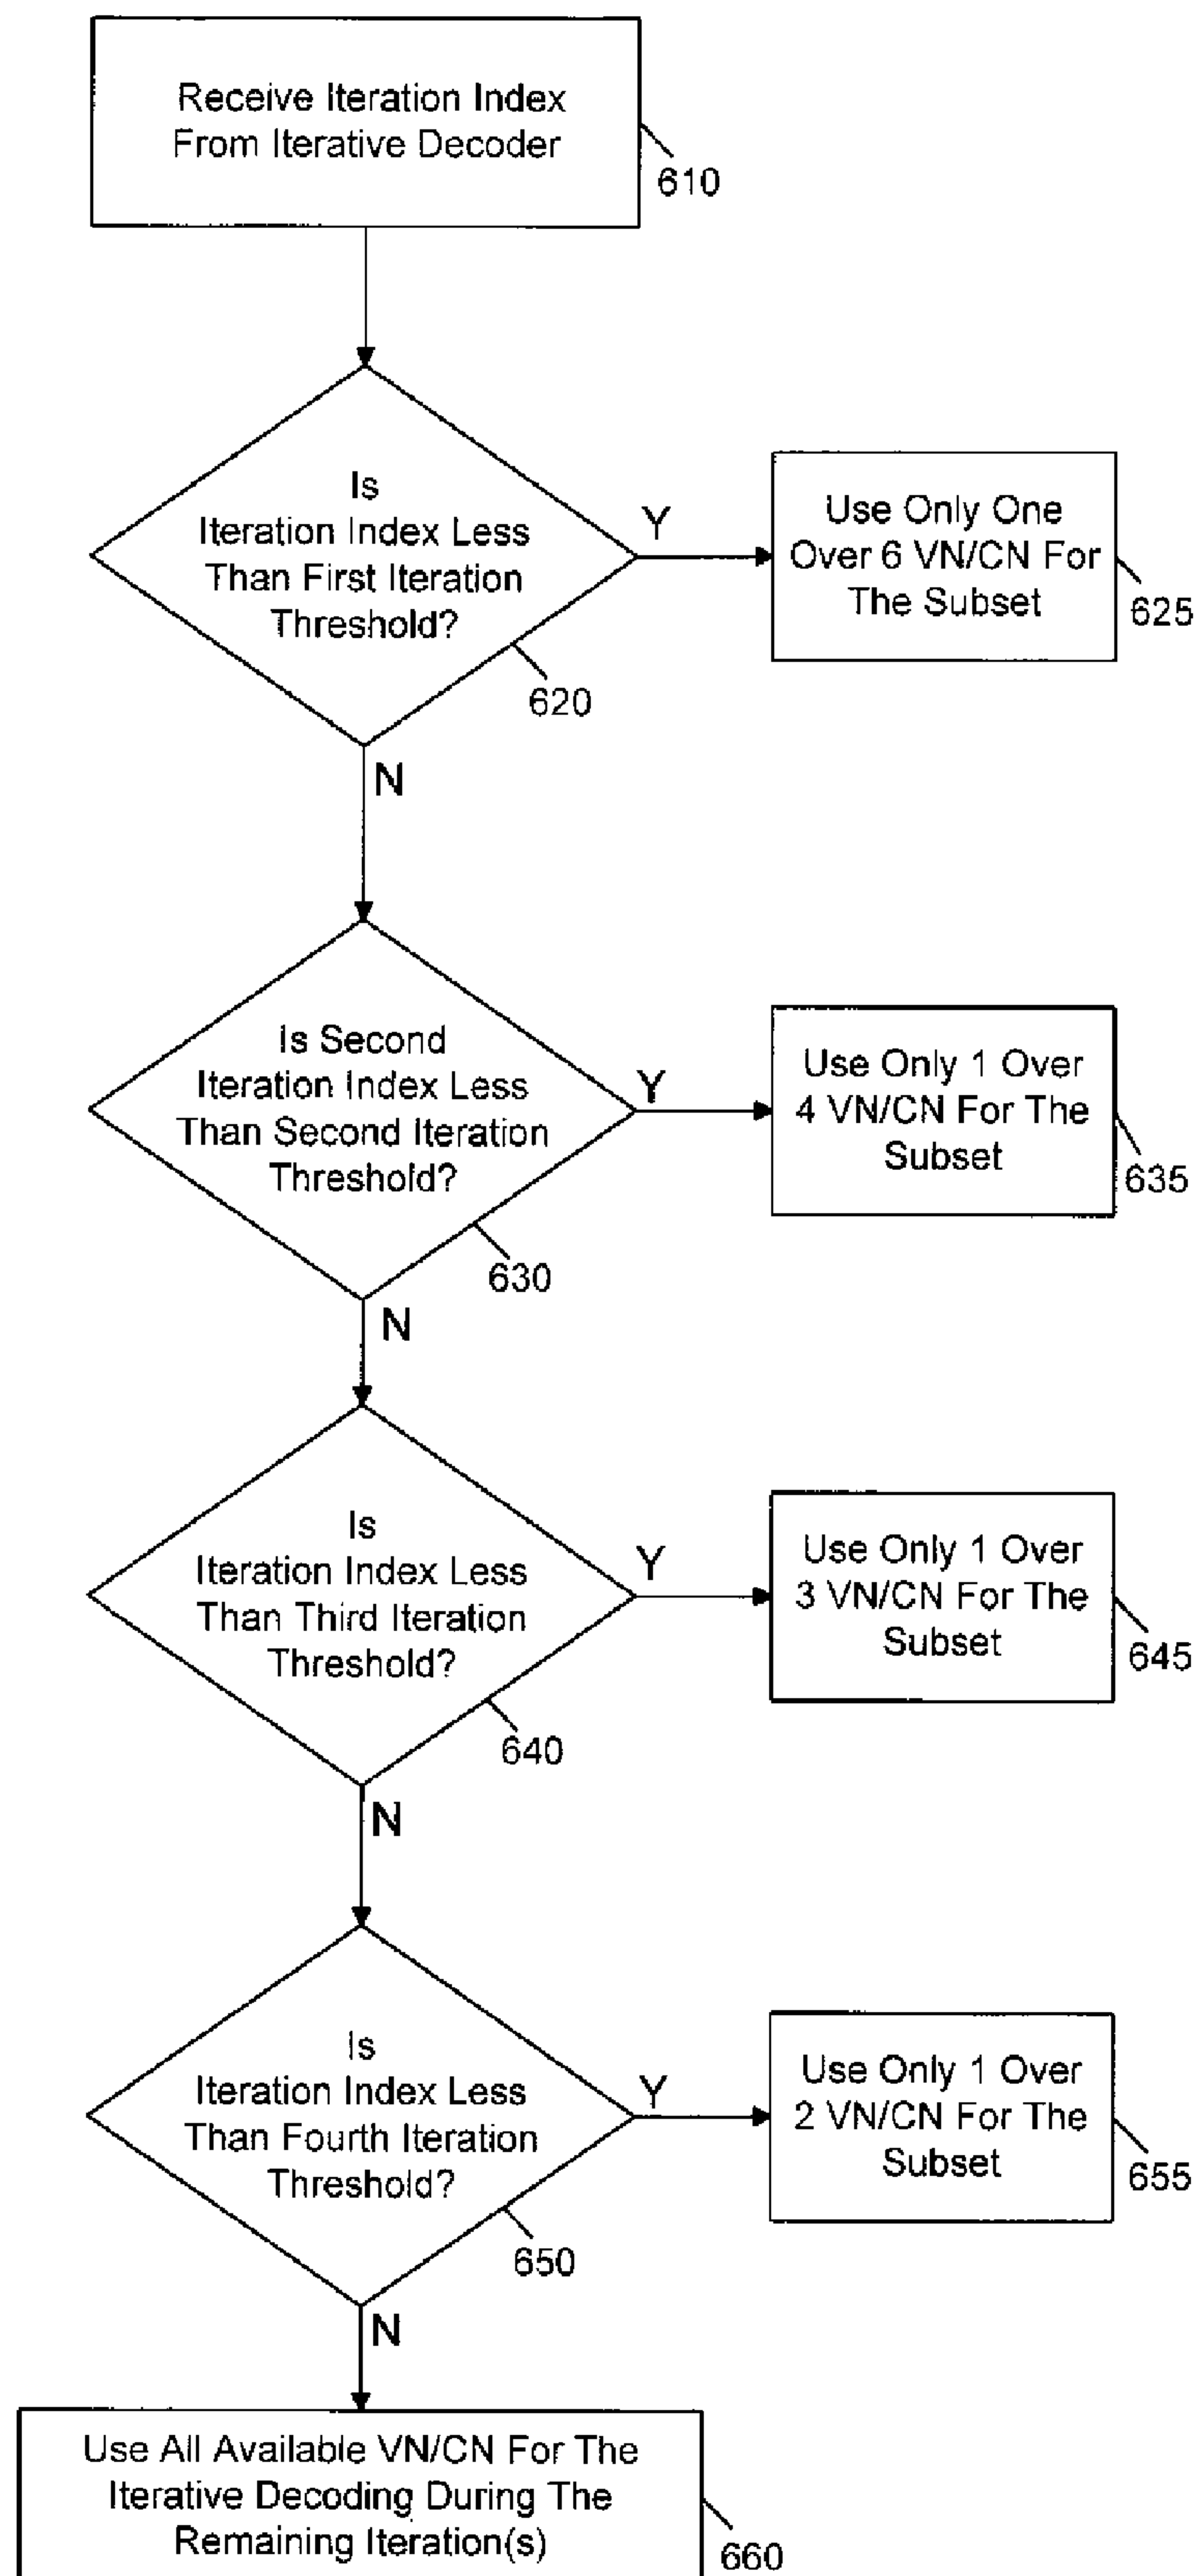 Receive Iteration Index
From Iterative Decoder
610
Is
Iteration Index Less
Than First Iteration
Threshold?
620
Y
Use Only One
Over 6 VN/CN For
The Subset
625
N
Is Second
Iteration Index Less
Than Second Iteration
Threshold?
630
Y
Use Only 1 Over
4 VN/CN For The
Subset
635
N
Is
Iteration Index Less
Than Third Iteration
Threshold?
640
Y
Use Only 1 Over
3 VN/CN For The
Subset
645
N
Is
Iteration Index Less
Than Fourth Iteration
Threshold?
650
Y
Use Only 1 Over
2 VN/CN For The
Subset
655
N
Use All Available VN/CN For The
Iterative Decoding During The
Remaining Iteration(s)
660